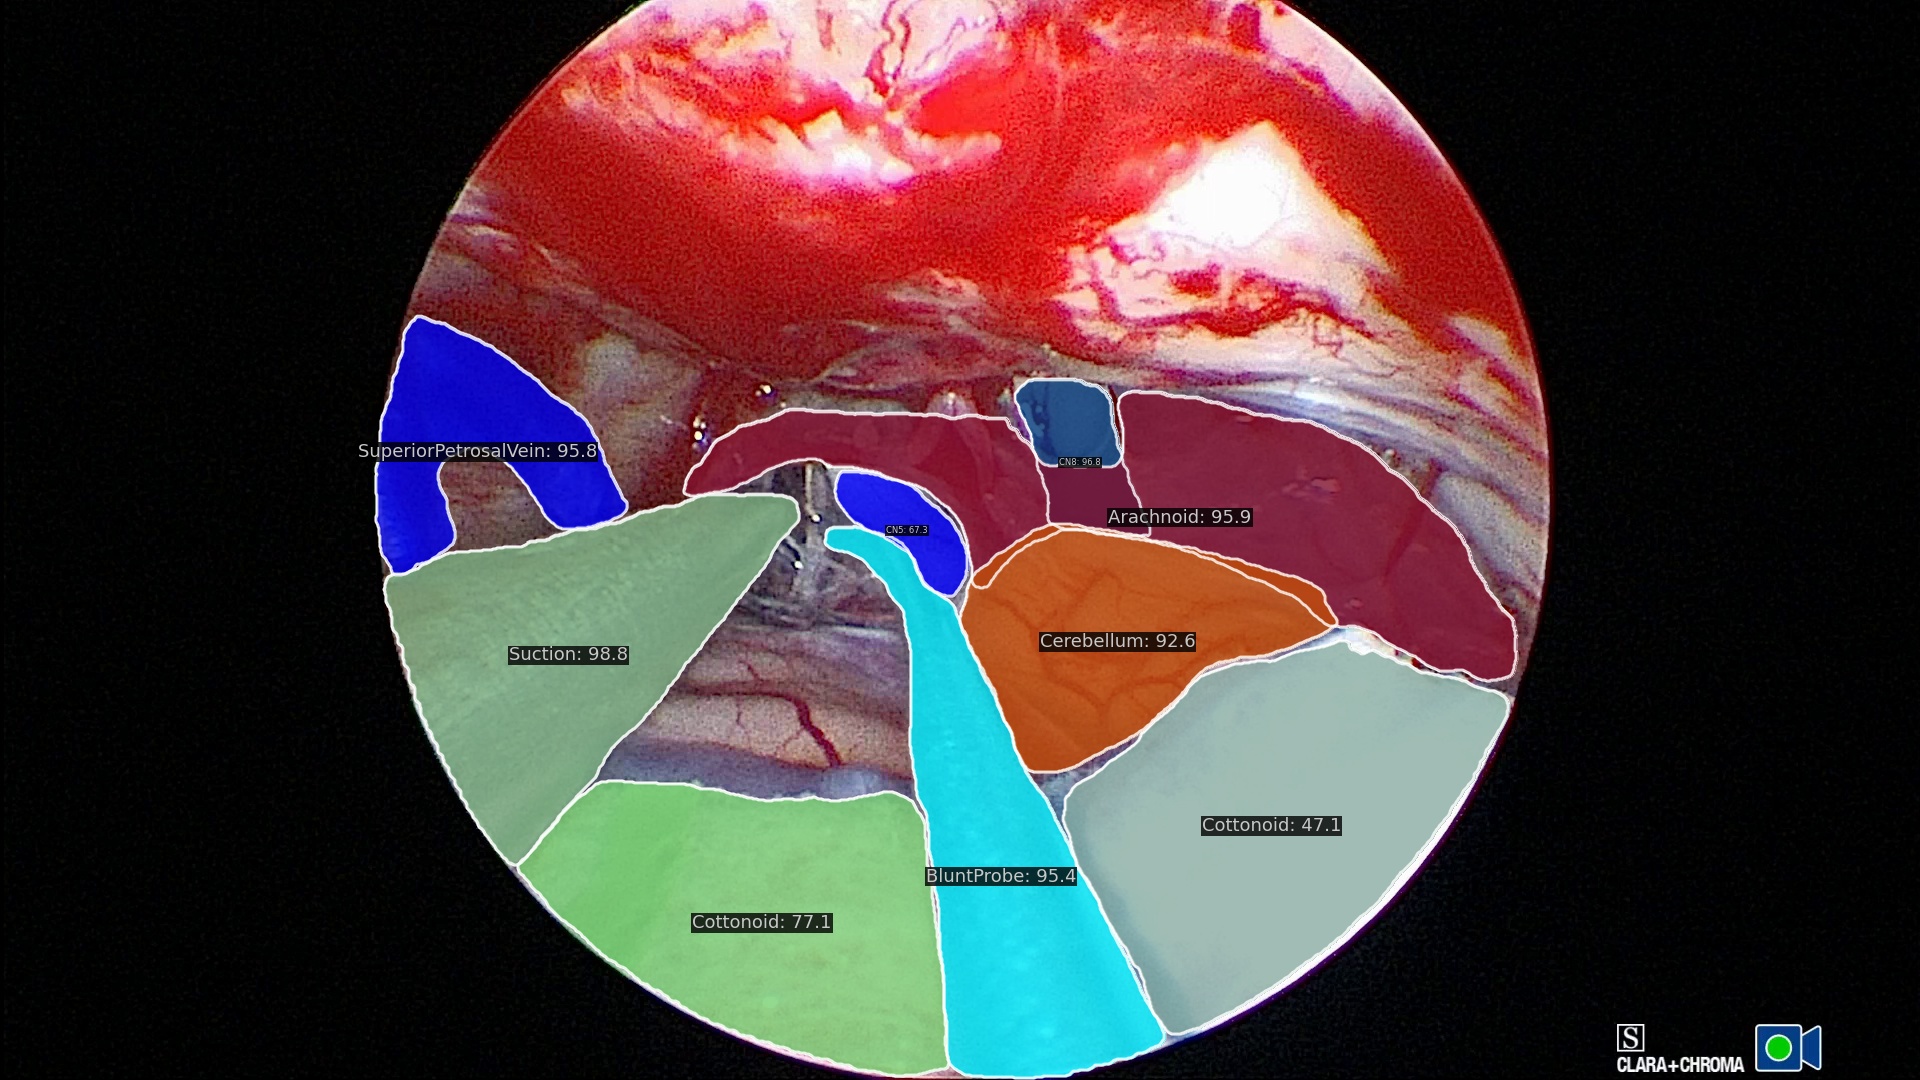 SuperiorPetrosalVein: 95.8
CN8: 96.8
Arachnoid: 95.9
CN5: 67.3
Cerebellum: 92.6
Suction: 98.8
Cottonoid: 47.1
BluntProbe: 95.4
Cottonoid: 77.1
S
CLARA+CHROMA